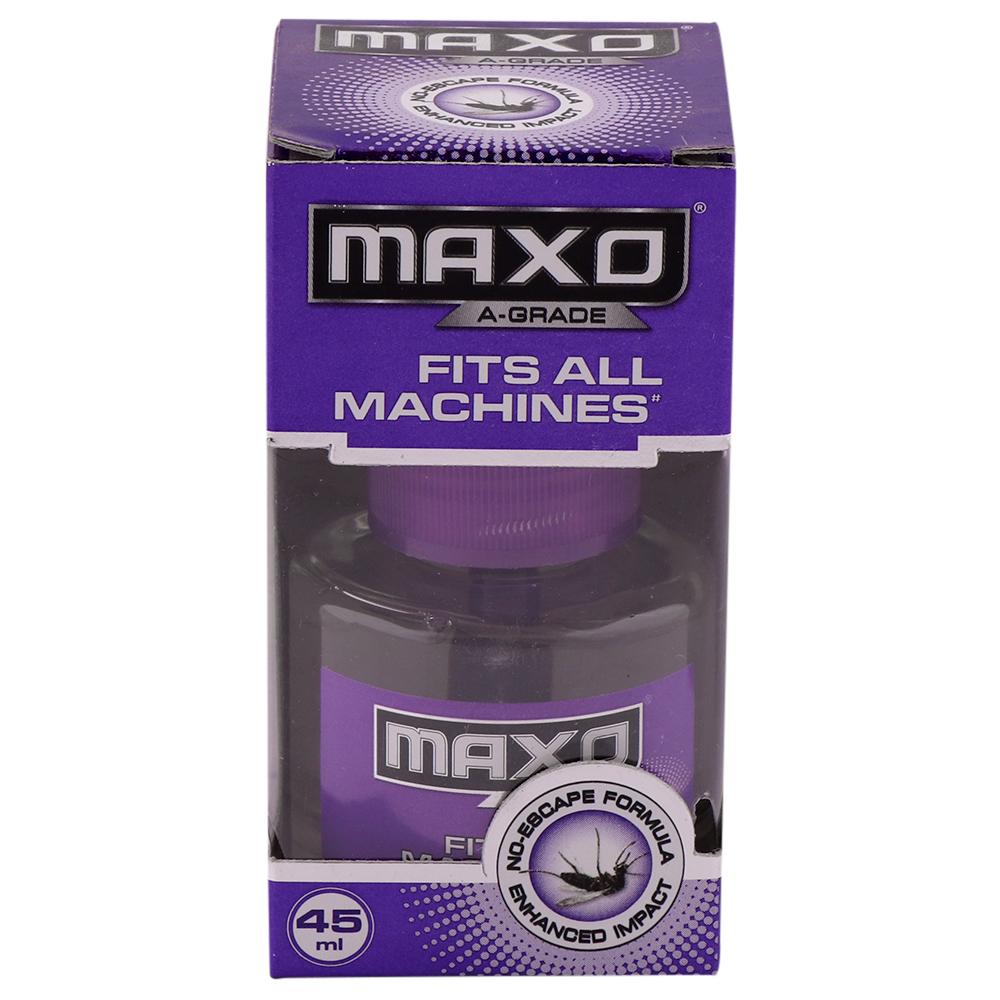 MAXO®
A-GRADE
NO-ESCAPE FORMULA
ENHANCED IMPACT
MAXO®
A-GRADE
FITS ALL
MACHINES#
MAXO®
NO-ESCAPE FORMULA
ENHANCED IMPACT
45
ml